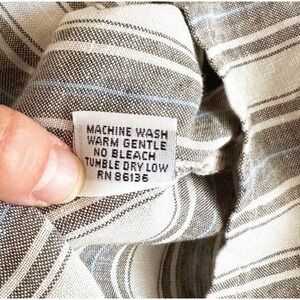 MACHINE WASH
WARM GENTLE
NO BLEACH
TUMBLE DRY LOW
RN 86136